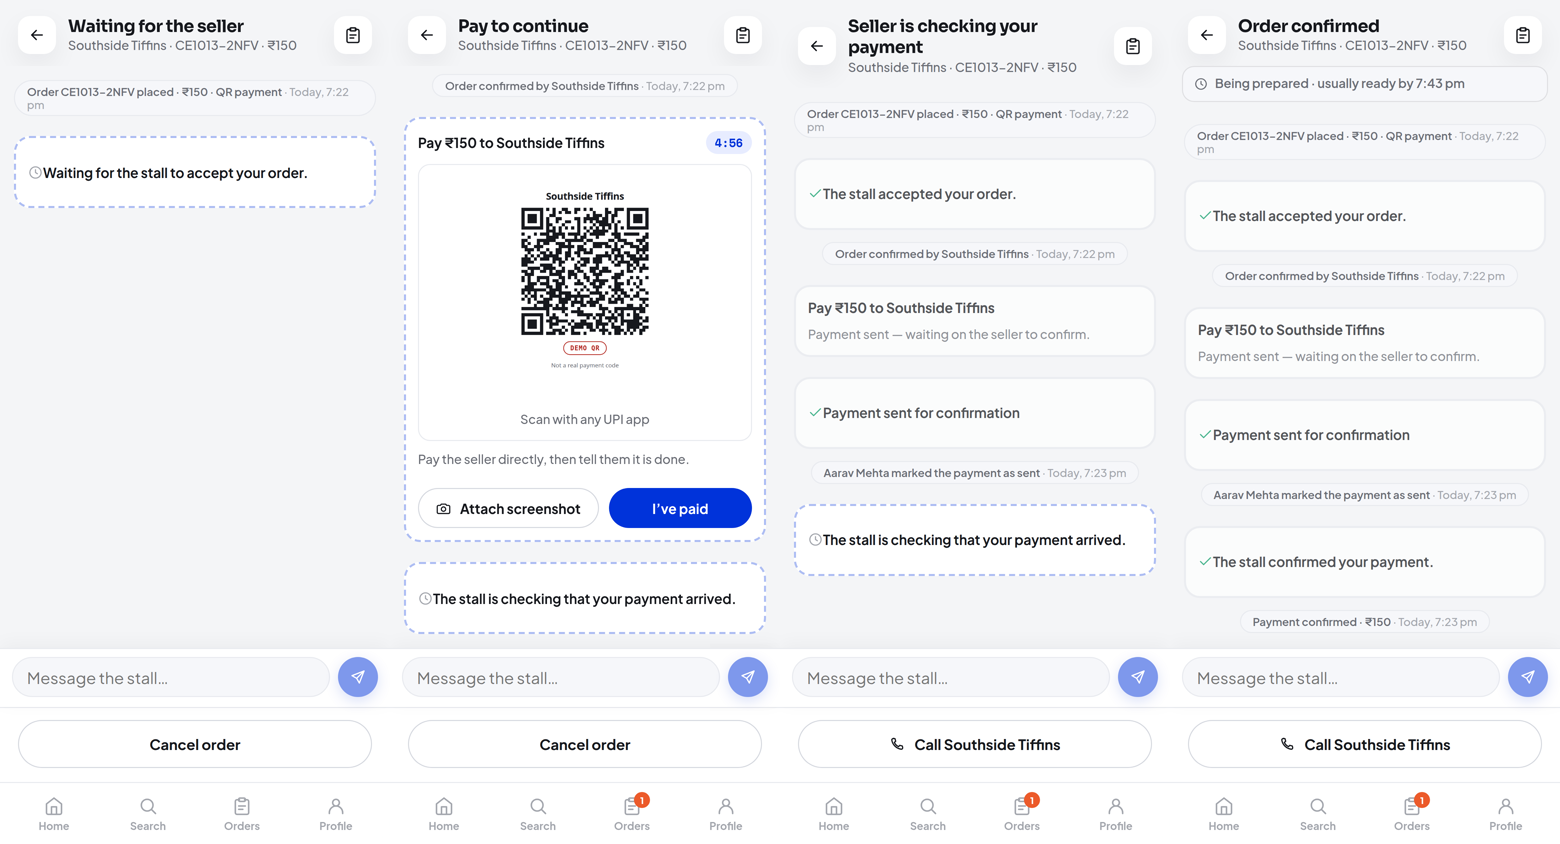 Waiting for the seller
Southside Tiffins · CE1013-2NFV · ₹150
Order CE1013-2NFV placed · ₹150 · QR payment · Today, 7:22
pm
Waiting for the stall to accept your order.
Message the stall...
Cancel order
Home
Search
Orders
Profile
Pay to continue
Southside Tiffins · CE1013-2NFV · ₹150
Order confirmed by Southside Tiffins · Today, 7:22 pm
Pay ₹150 to Southside Tiffins
4:56
Southside Tiffins
DEMO QR
Not a real payment code
Scan with any UPI app
Pay the seller directly, then tell them it is done.
Attach screenshot
I've paid
The stall is checking that your payment arrived.
Message the stall...
Cancel order
Home
Search
1
Orders
Profile
Seller is checking your
payment
Southside Tiffins · CE1013-2NFV · ₹150
Order CE1013-2NFV placed · ₹150 · QR payment · Today, 7:22
pm
The stall accepted your order.
Order confirmed by Southside Tiffins · Today, 7:22 pm
Pay ₹150 to Southside Tiffins
Payment sent — waiting on the seller to confirm.
Payment sent for confirmation
Aarav Mehta marked the payment as sent · Today, 7:23 pm
The stall is checking that your payment arrived.
Message the stall...
Call Southside Tiffins
Home
Search
1
Orders
Profile
Order confirmed
Southside Tiffins · CE1013-2NFV · ₹150
Being prepared · usually ready by 7:43 pm
Order CE1013-2NFV placed · ₹150 · QR payment · Today, 7:22
pm
The stall accepted your order.
Order confirmed by Southside Tiffins · Today, 7:22 pm
Pay ₹150 to Southside Tiffins
Payment sent — waiting on the seller to confirm.
Payment sent for confirmation
Aarav Mehta marked the payment as sent · Today, 7:23 pm
The stall confirmed your payment.
Payment confirmed · ₹150 · Today, 7:23 pm
Message the stall...
Call Southside Tiffins
Home
Search
1
Orders
Profile